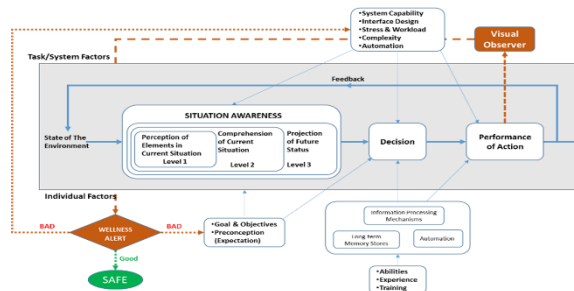 •System Capability
•Interface Design
•Stress & Workload
•Complexity
•Automation
Visual
Observer
Task/System Factors
Feedback
SITUATION AWARENESS
State of The
Environment
Perception of
Elements in
Current Situation
Level 1
Comprehension
of Current
Situation
Level 2
Projection
of Future
Status
Level 3
Decision
Performance
of Action
Individual Factors
BAD
WELLNESS
ALERT
BAD
Good
SAFE
•Goal & Objectives
•Preconception
(Expectation)
Information Processing
Mechanisms
Long term
Memory Stores
Automation
•Abilities
•Experience
•Training